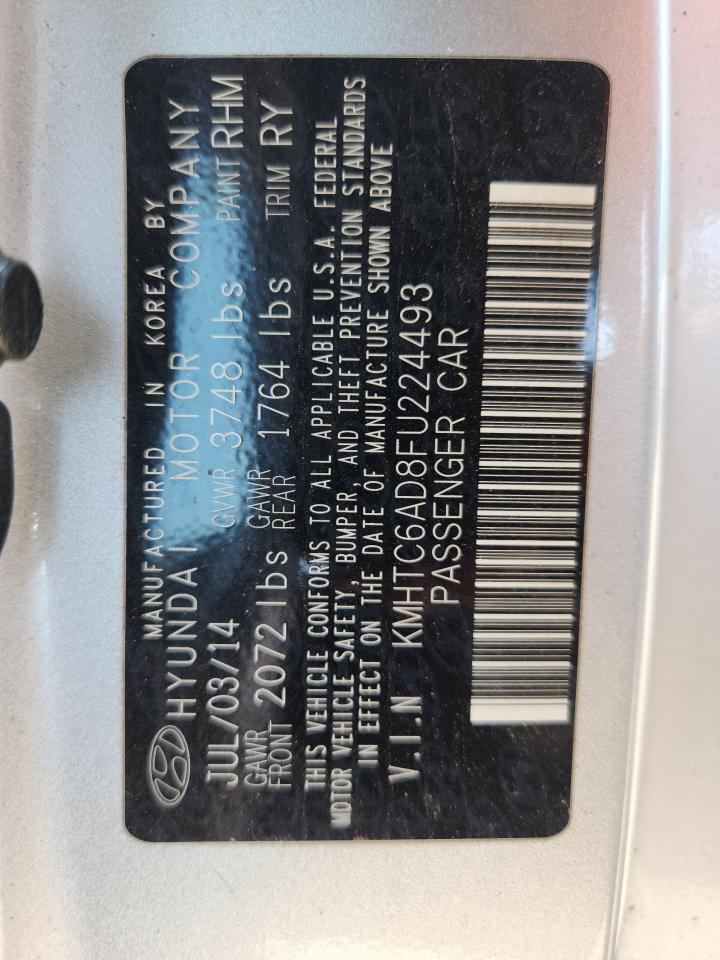 MANUFACTURED IN KOREA BY
HYUNDAI MOTOR COMPANY
JUL/03/14 GVWR 3748 lbs PAINT RHM
GAWR FRONT 2072 lbs GAWR REAR 1764 lbs TRIM RY
THIS VEHICLE CONFORMS TO ALL APPLICABLE U.S.A. FEDERAL
MOTOR VEHICLE SAFETY, BUMPER, AND THEFT PREVENTION STANDARDS
IN EFFECT ON THE DATE OF MANUFACTURE SHOWN ABOVE
V.I.N KMHTC6AD8FU224493
PASSENGER CAR